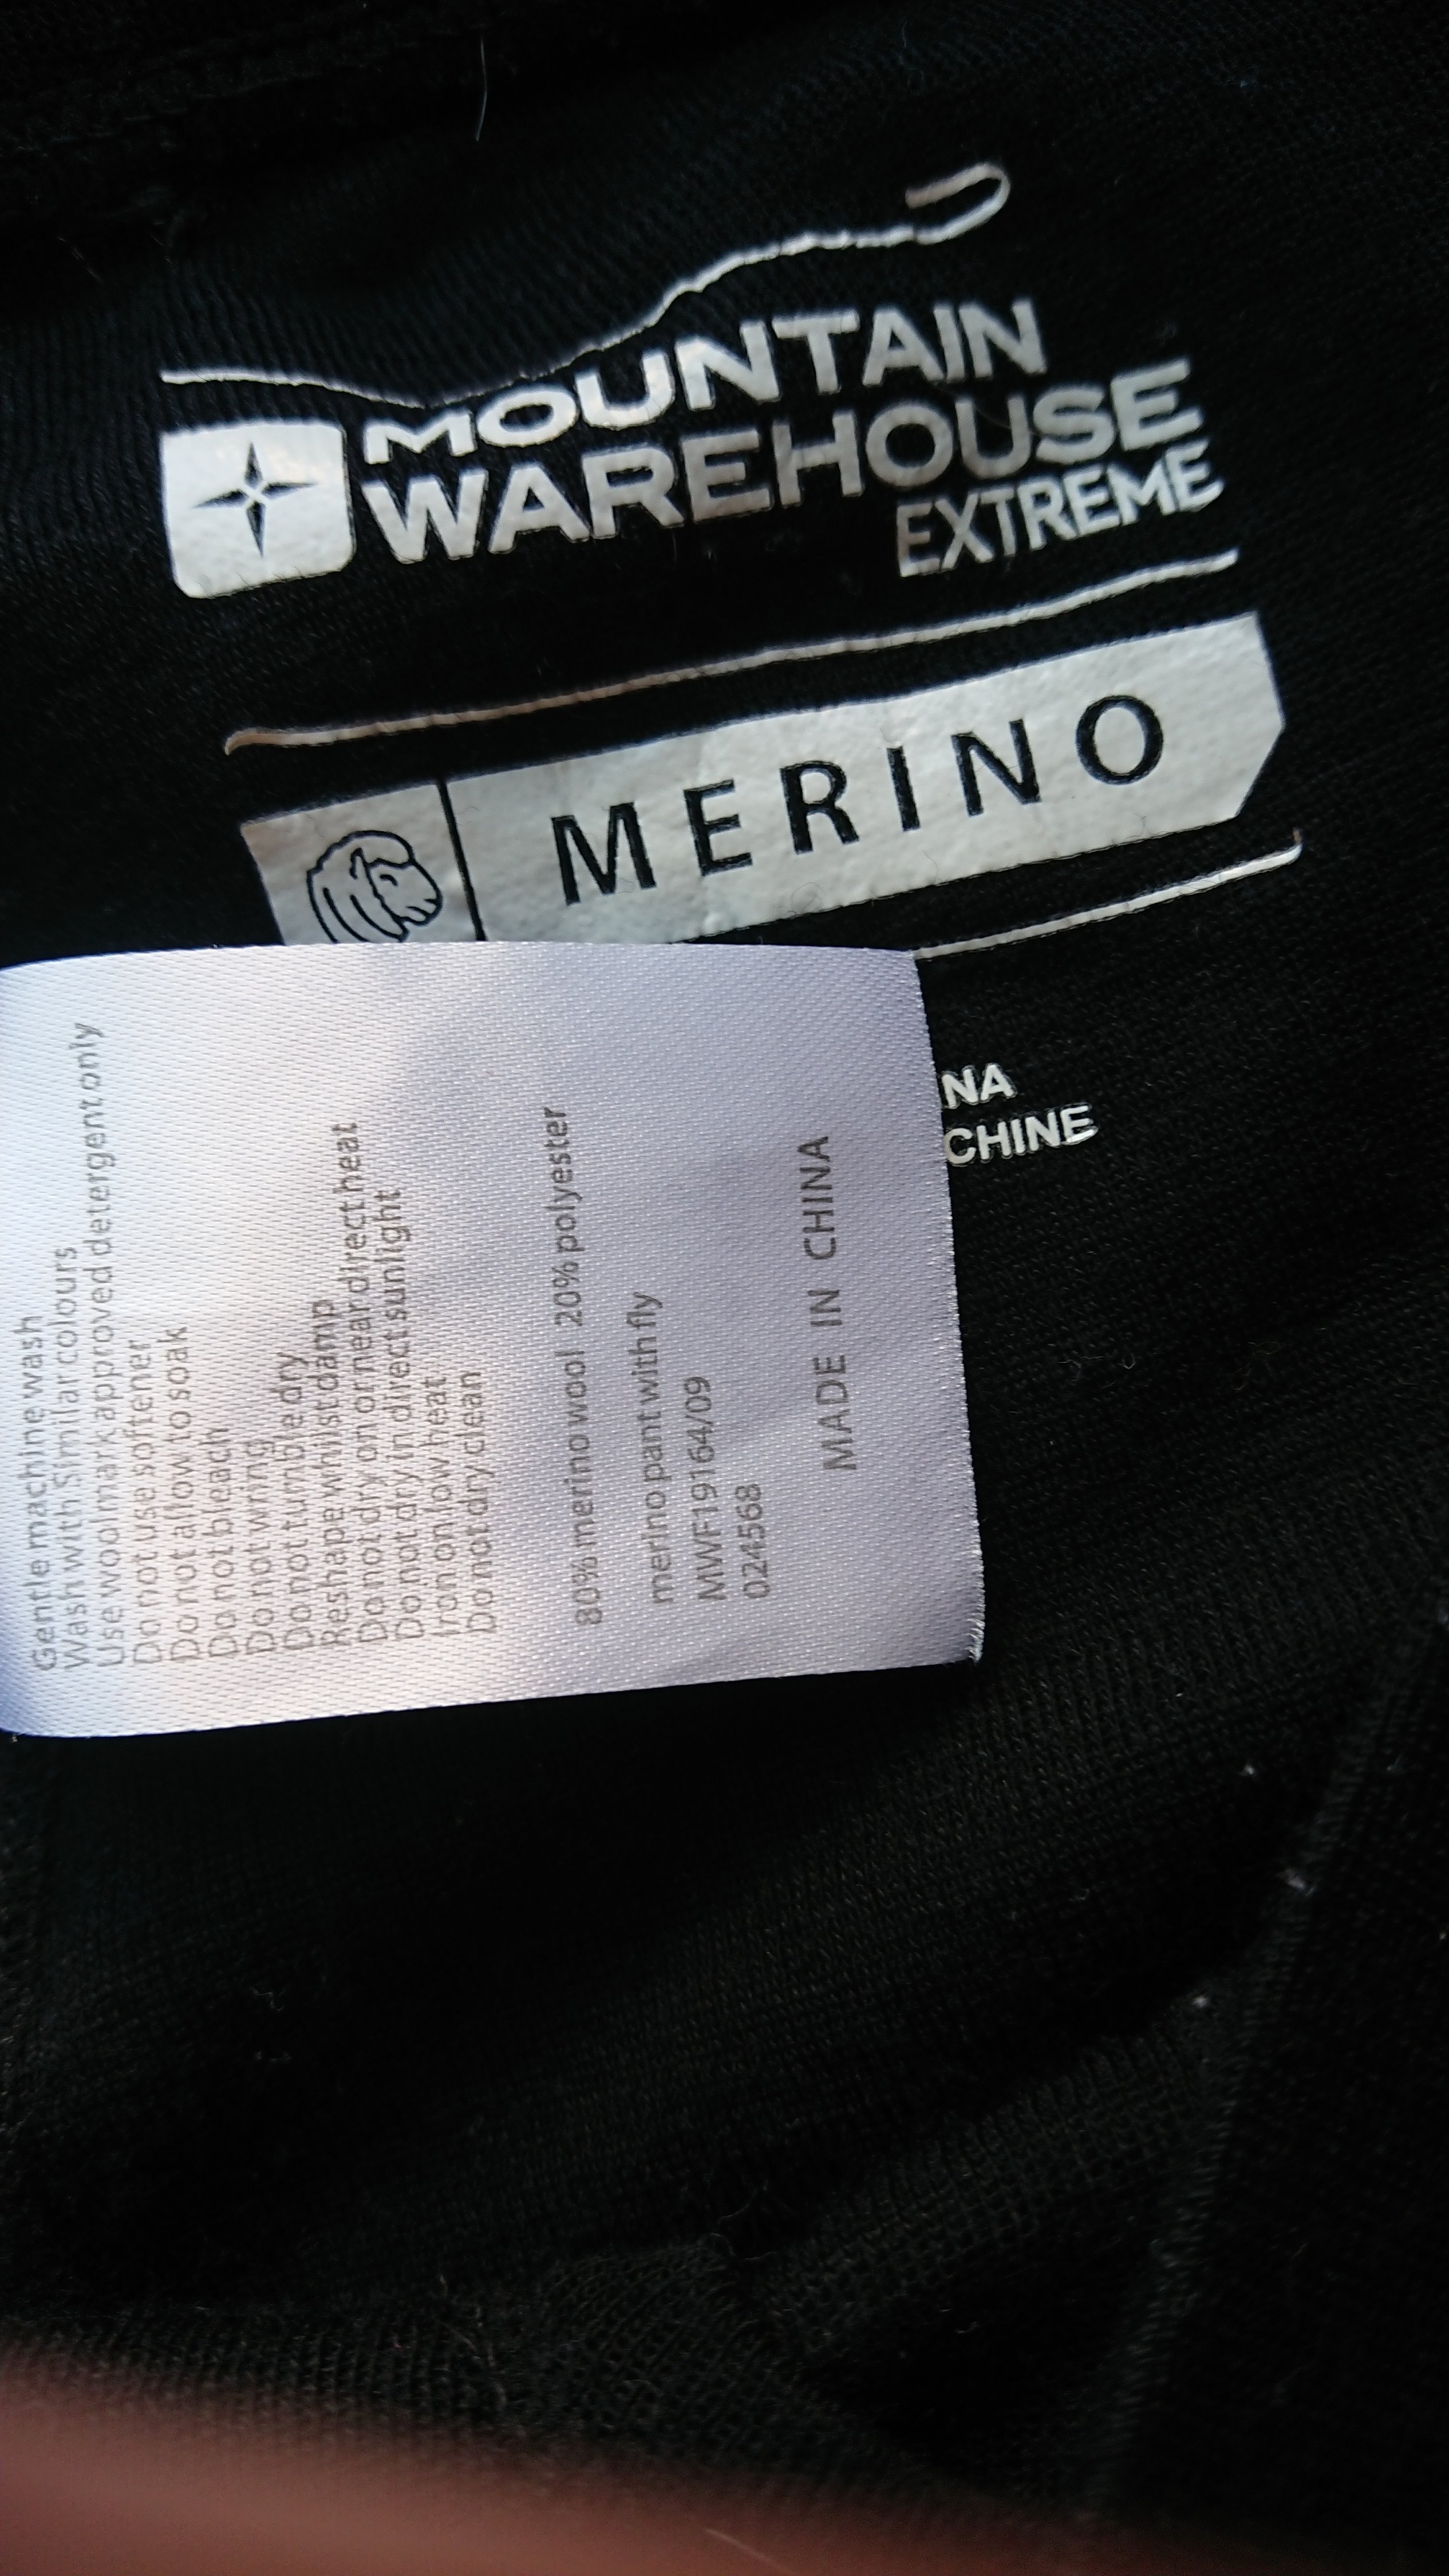 MOUNTAIN
WAREHOUSE
EXTREME
MERINO
NA
CHINE
Gentle machine wash
Wash with Similar colours
Use woolmark approved detergent only
Do not use softener
Do not allow to soak
Do not bleach
Do not wring
Do not tumble dry
Reshape whilst damp
Do not dry on or near direct heat
Do not dry in direct sunlight
Iron on low heat
Do not dry clean
80% merino wool 20% polyester
merino pant with fly
MWF19164/09
024568
MADE IN CHINA